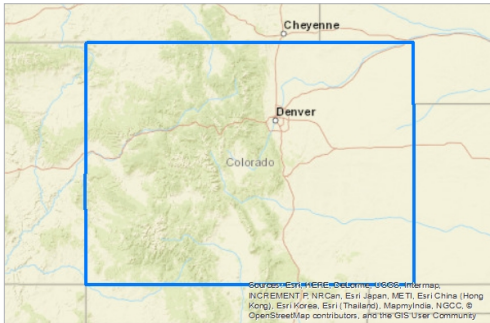 Cheyenne
Denver
Colorado
Sources: Esri, HERE, DeLorme, USGS, Intermap,
INCREMENT P, NRCan, Esri Japan, METI, Esri China (Hong
Kong), Esri Korea, Esri (Thailand), MapmyIndia, NGCC, ©
OpenStreetMap contributors, and the GIS User Community